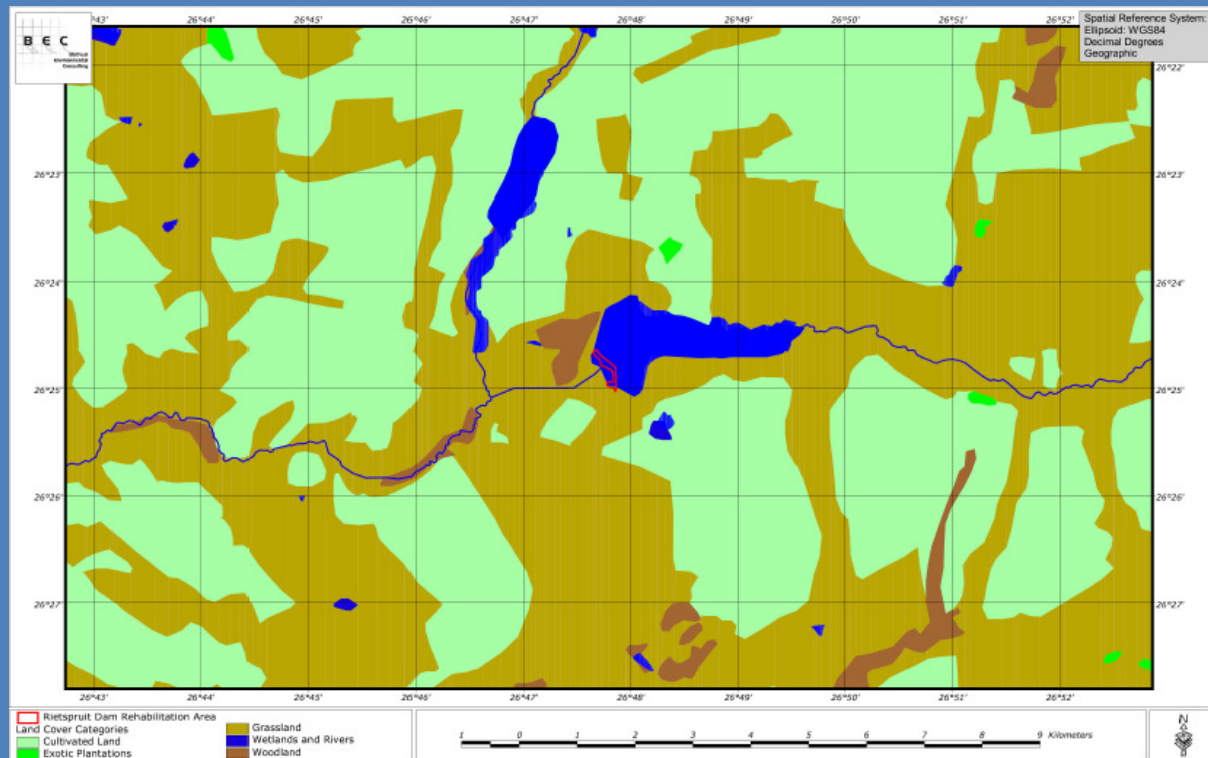 B E C
Bathusi
Environmental
Consulting
Spatial Reference System:
Ellipsoid: WGS84
Decimal Degrees
Geographic
26°43' 26°44' 26°45' 26°46' 26°47' 26°48' 26°49' 26°50' 26°51' 26°52'
26°22' 26°22'
26°23' 26°23'
26°24' 26°24'
26°25' 26°25'
26°26' 26°26'
26°27' 26°27'
26°43' 26°44' 26°45' 26°46' 26°47' 26°48' 26°49' 26°50' 26°51' 26°52'
Rietspruit Dam Rehabilitation Area
Land Cover Categories
Cultivated Land
Exotic Plantations
Grassland
Wetlands and Rivers
Woodland
1 0 1 2 3 4 5 6 7 8 9 Kilometers
N